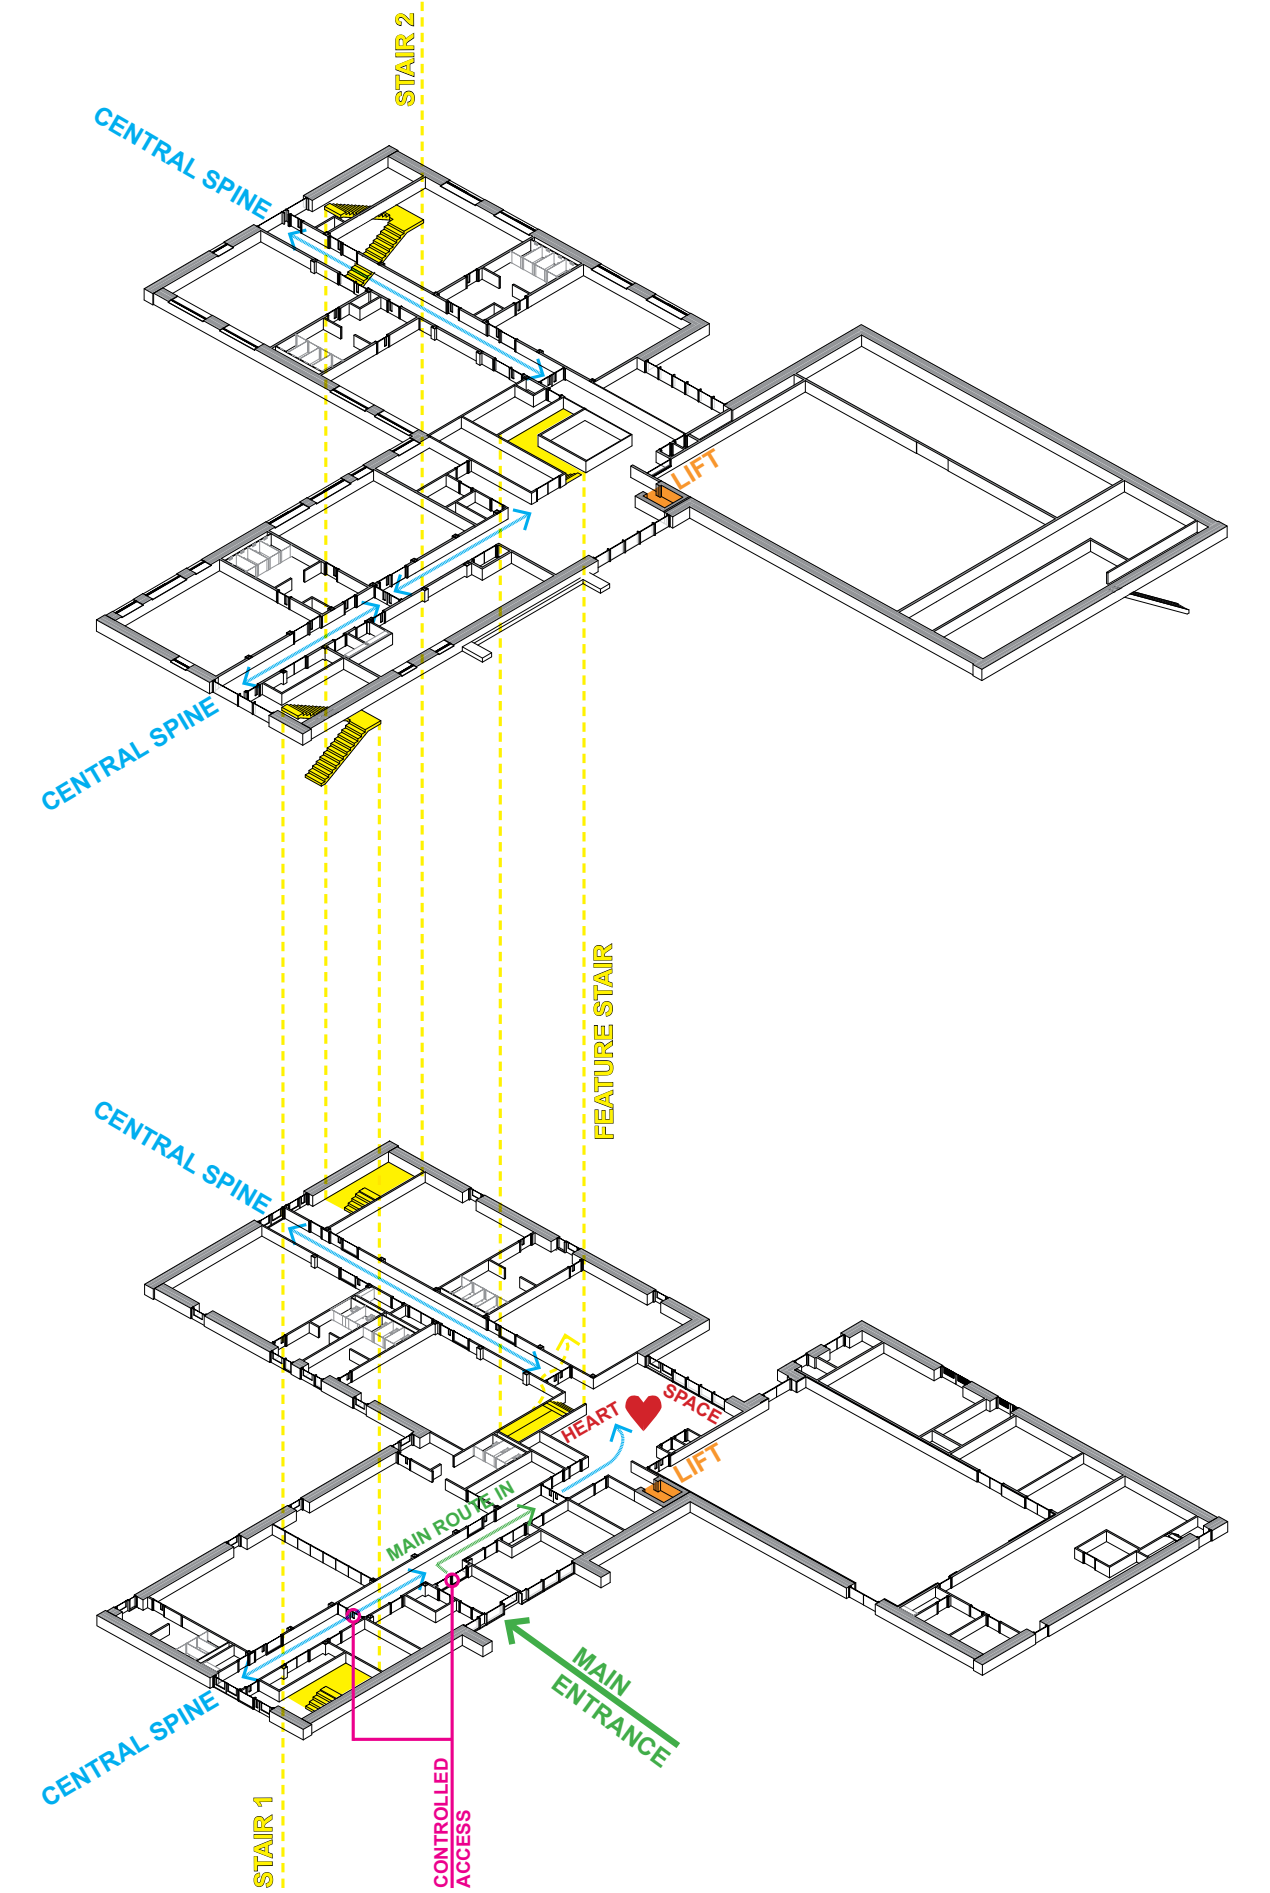 STAIR 2
CENTRAL SPINE
LIFT
CENTRAL SPINE
FEATURE STAIR
CENTRAL SPINE
HEART
SPACE
LIFT
MAIN ROUTE IN
MAIN
ENTRANCE
CENTRAL SPINE
STAIR 1
CONTROLLED
ACCESS